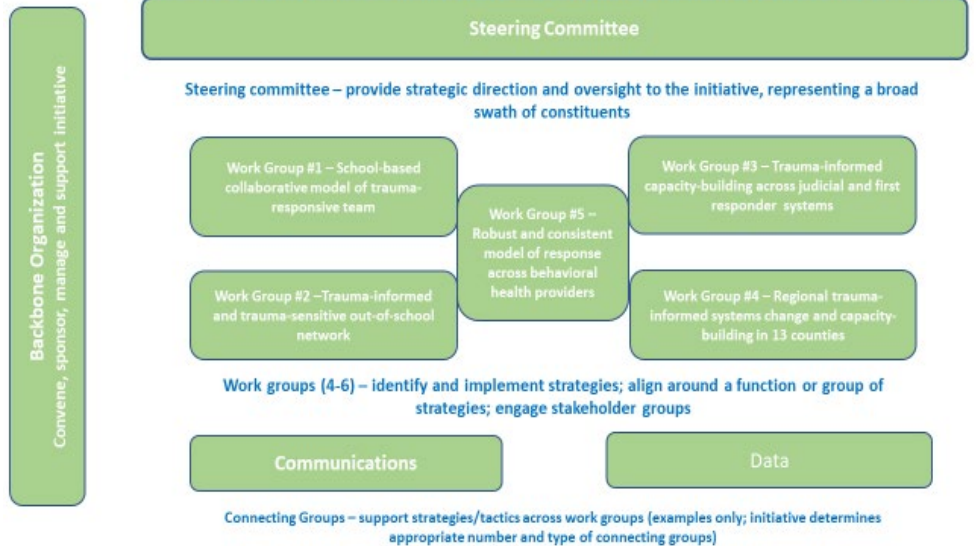 Backbone Organization
Convene, sponsor, manage and support initiative
Steering Committee
Steering committee – provide strategic direction and oversight to the initiative, representing a broad
swath of constituents
Work Group #1 – School-based
collaborative model of trauma-
responsive team
Work Group #3 – Trauma-informed
capacity-building across judicial and first
responder systems
Work Group #5 –
Robust and consistent
model of response
across behavioral
health providers
Work Group #2 –Trauma-informed
and trauma-sensitive out-of-school
network
Work Group #4 – Regional trauma-
informed systems change and capacity-
building in 13 counties
Work groups (4-6) – identify and implement strategies; align around a function or group of
strategies; engage stakeholder groups
Communications
Data
Connecting Groups – support strategies/tactics across work groups (examples only; initiative determines
appropriate number and type of connecting groups)